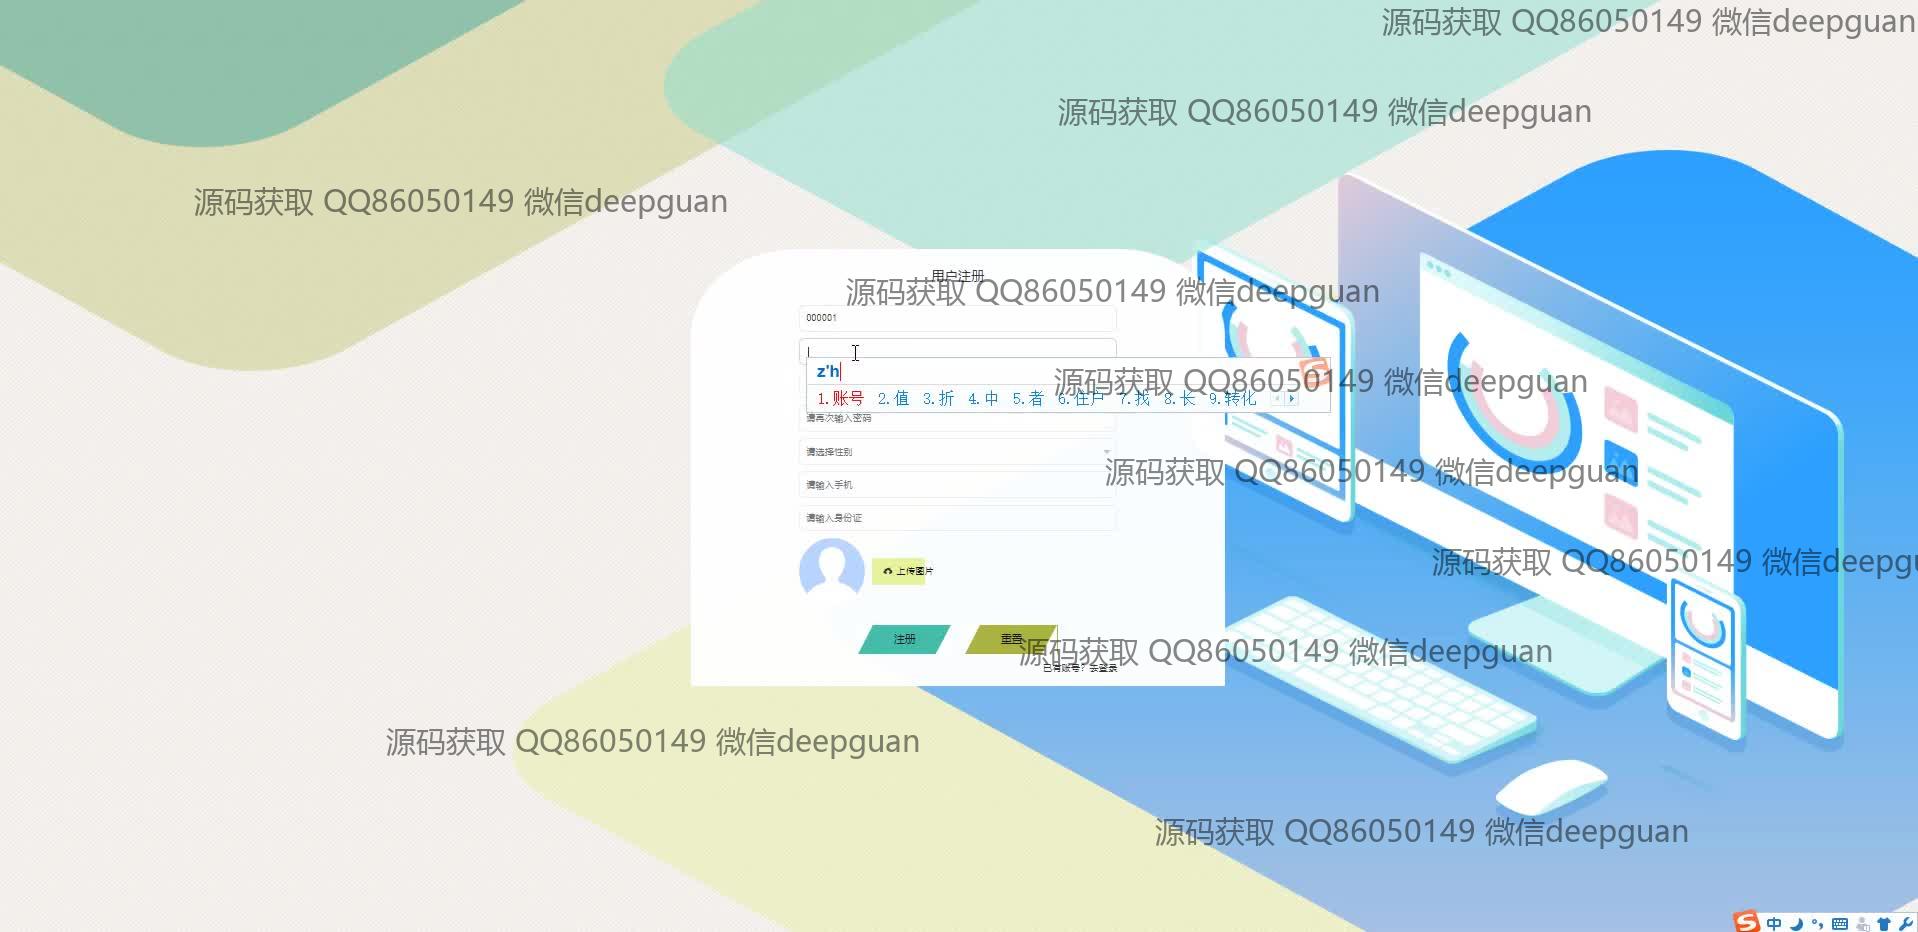 源码获取 QQ86050149 微信deepguan
源码获取 QQ86050149 微信deepguan
源码获取 QQ86050149 微信deepguan
用户注册
源码获取 QQ86050149 微信deepguan
000001
z'h
源码获取 QQ86050149 微信deepguan
1.账号 2.值 3.折 4.中 5.者 6.住户 7.找 8.长 9.转化
请再次输入密码
请选择性别
源码获取 QQ86050149 微信deepguan
请输入手机
请输入身份证
源码获取 QQ86050149 微信deepgu
上传图片
注册
重置
源码获取 QQ86050149 微信deepguan
已有账号？去登录
源码获取 QQ86050149 微信deepguan
源码获取 QQ86050149 微信deepguan
中